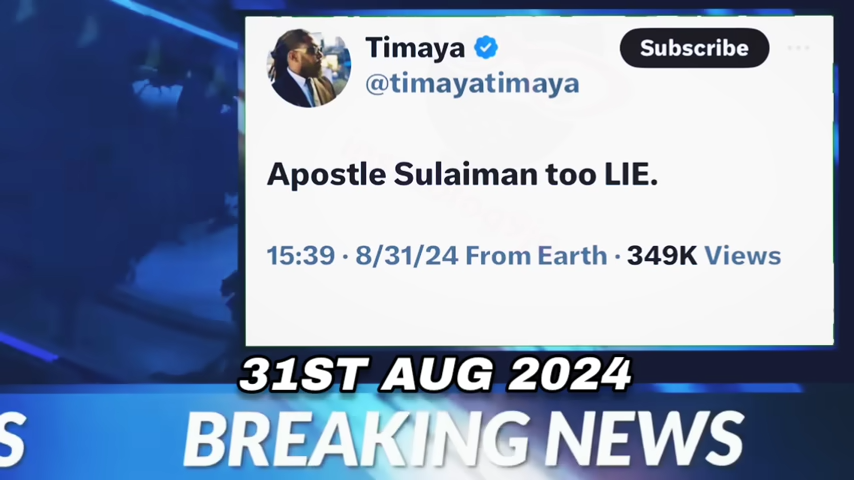 Timaya
Subscribe
@timayatimaya
Apostle Sulaiman too LIE.
15:39 · 8/31/24 From Earth · 349K Views
31ST AUG 2024
S BREAKING NEWS